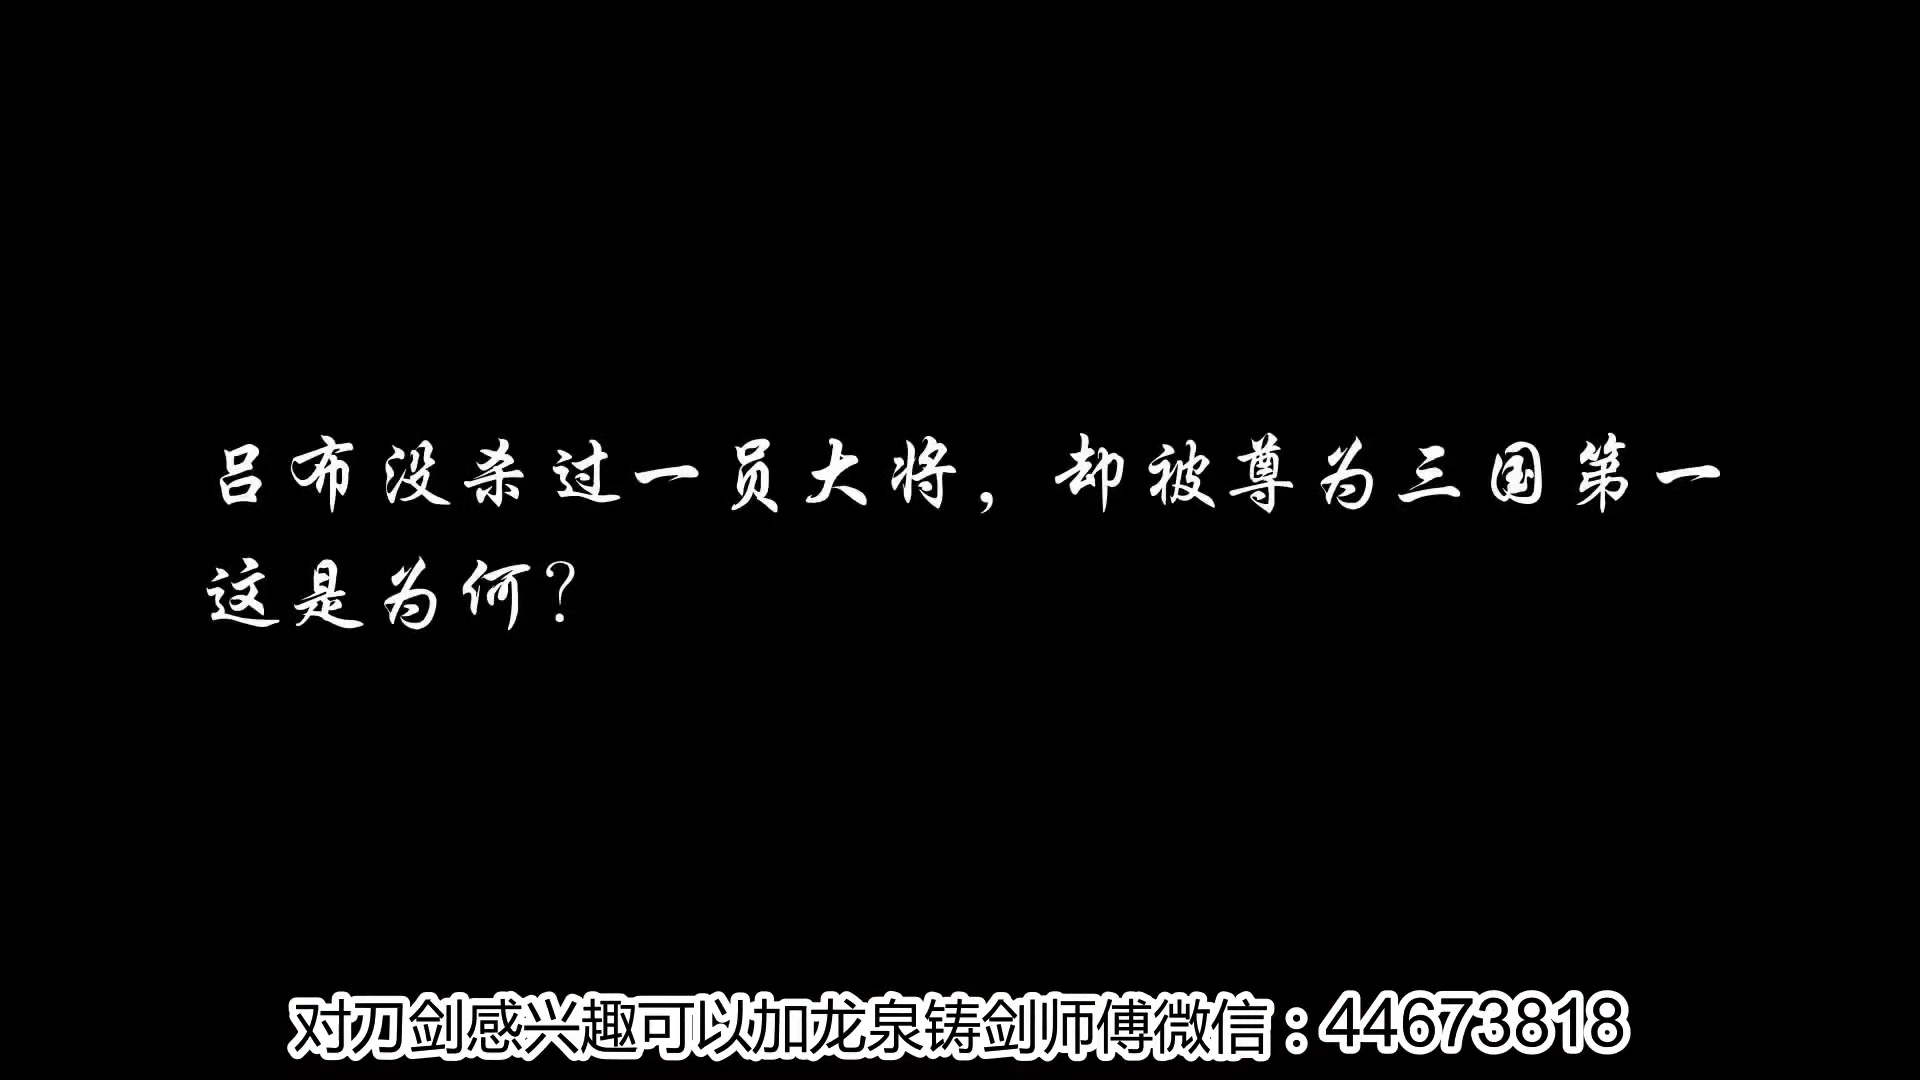 吕布没杀过一员大将，却被尊为三国第一
这是为何？
对刀剑感兴趣可以加龙泉铸剑师傅微信：44673818